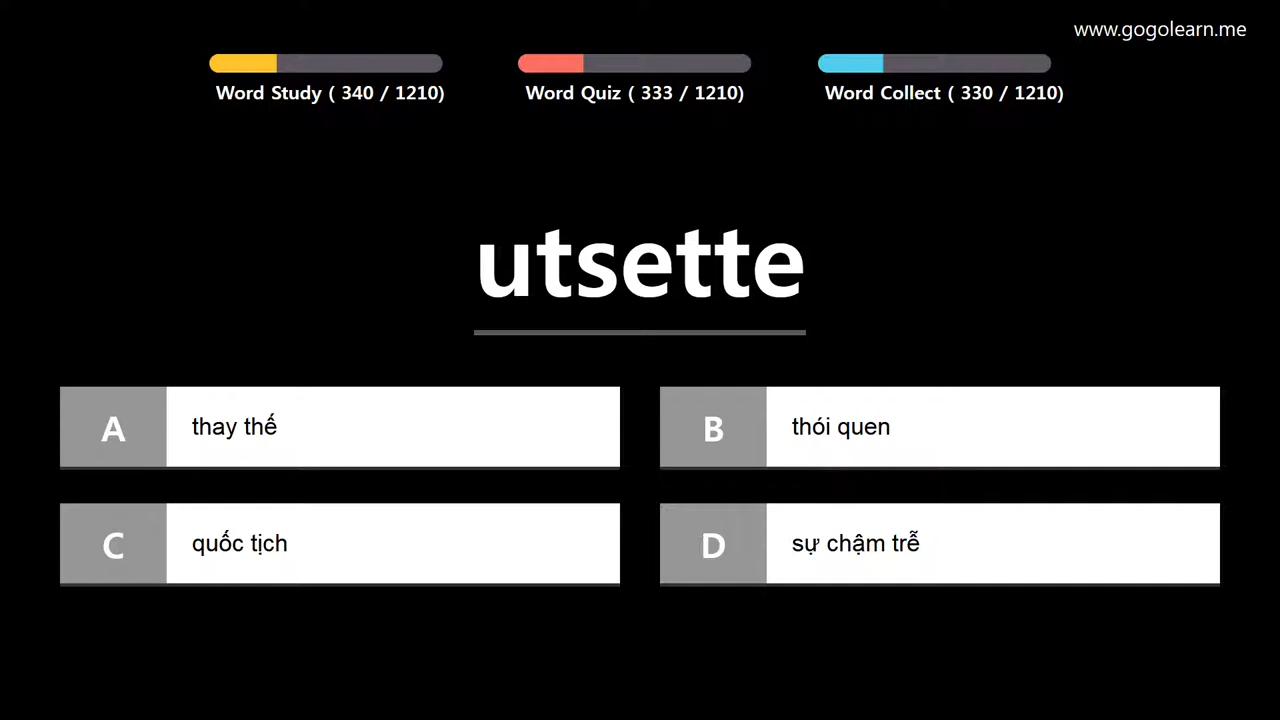 www.gogolearn.me
Word Study ( 340 / 1210)
Word Quiz ( 333 / 1210)
Word Collect ( 330 / 1210)
utsette
A thay thế
B thói quen
C quốc tịch
D sự chậm trễ